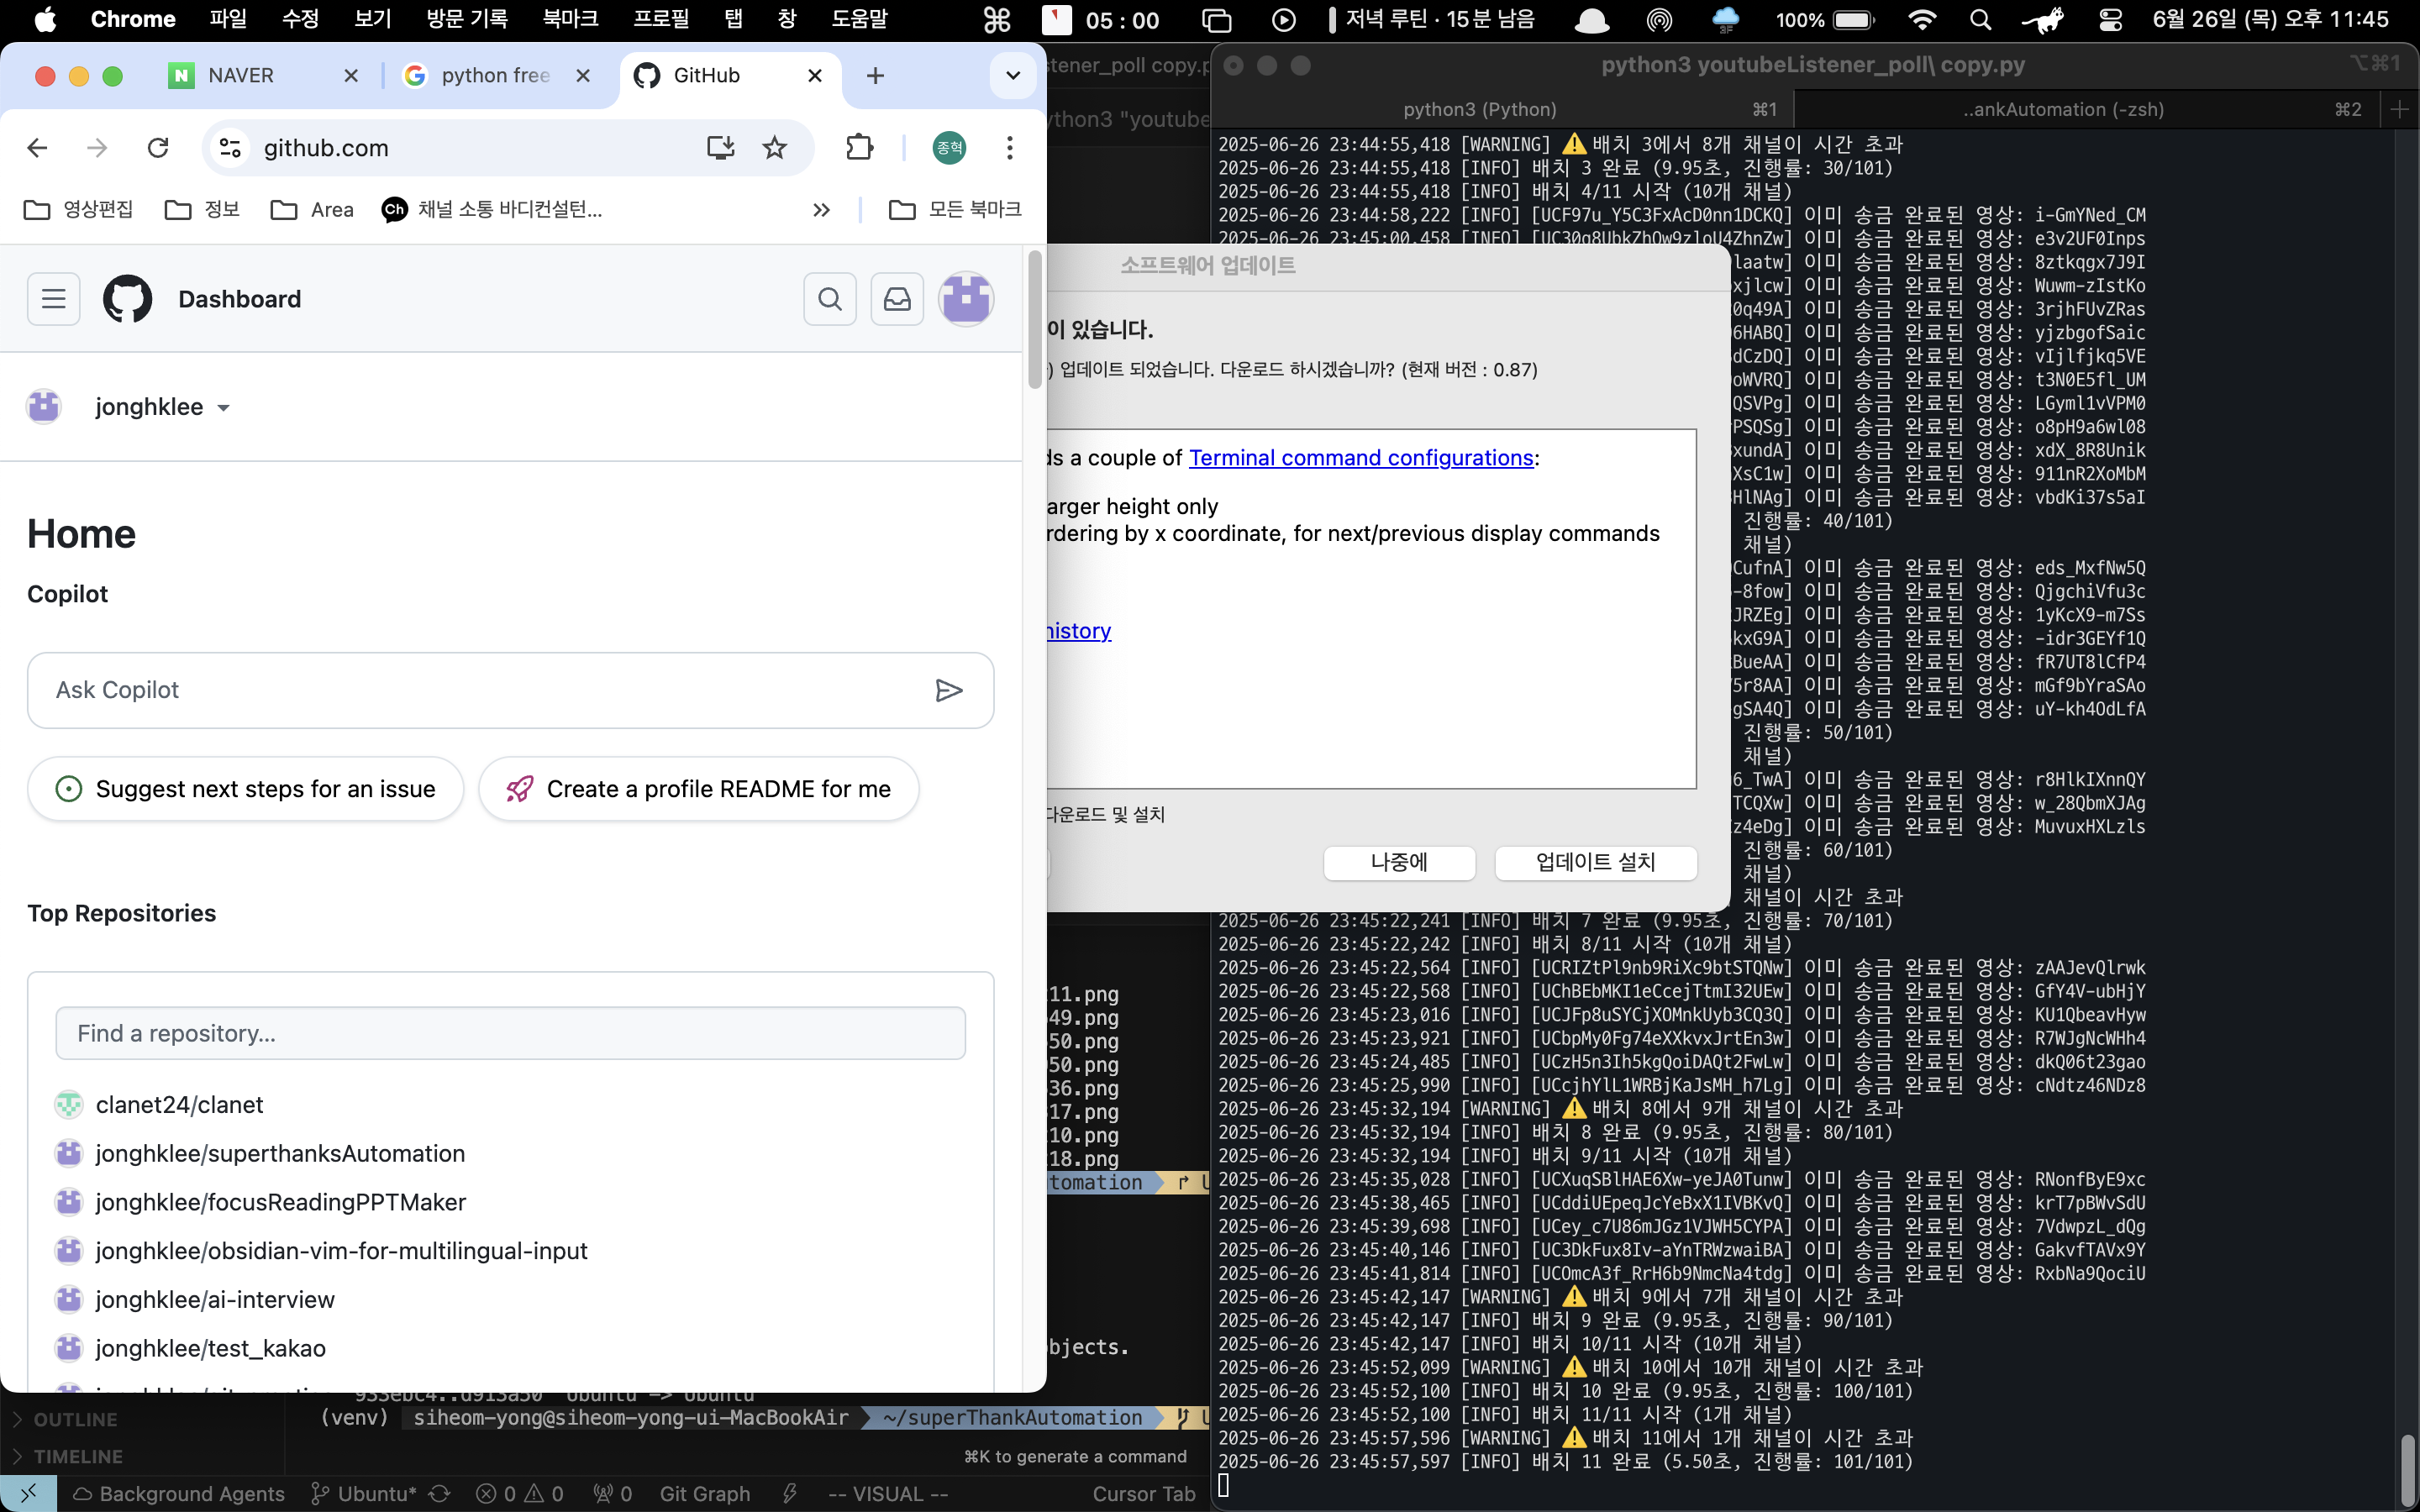 Chrome 파일 수정 보기 방문 기록 북마크 프로필 탭 창 도움말
05 : 00
저녁 루틴 · 15분 남음
3F
100%
6월 26일 (목) 오후 11:45
NAVER
python free
GitHub
github.com
종혁
영상편집
정보
Area
Ch 채널 소통 바디컨설턴...
모든 북마크
Dashboard
jonghklee
Home
Copilot
Ask Copilot
Suggest next steps for an issue
Create a profile README for me
Top Repositories
Find a repository...
clanet24/clanet
jonghklee/superthanksAutomation
jonghklee/focusReadingPPTMaker
jonghklee/obsidian-vim-for-multilingual-input
jonghklee/ai-interview
jonghklee/test_kakao
소프트웨어 업데이트
이 있습니다.
) 업데이트 되었습니다. 다운로드 하시겠습니까? (현재 버전 : 0.87)
ds a couple of Terminal command configurations:
arger height only
rdering by x coordinate, for next/previous display commands
history
다운로드 및 설치
나중에
업데이트 설치
stener_poll copy.p
ython3 "youtube
11.png
49.png
50.png
50.png
36.png
17.png
10.png
18.png
tomation
bjects.
933ebc4..d913a50 Ubuntu -> Ubuntu
(venv) siheom-yong@siheom-yong-ui-MacBookAir ~/superThankAutomation
⌘K to generate a command
OUTLINE
TIMELINE
Background Agents
Ubuntu*
0 0
0
Git Graph
-- VISUAL --
Cursor Tab
python3 youtubeListener_poll\ copy.py
⌥⌘1
python3 (Python) ⌘1
..ankAutomation (-zsh) ⌘2
2025-06-26 23:44:55,418 [WARNING] ⚠️ 배치 3에서 8개 채널이 시간 초과
2025-06-26 23:44:55,418 [INFO] 배치 3 완료 (9.95초, 진행률: 30/101)
2025-06-26 23:44:55,418 [INFO] 배치 4/11 시작 (10개 채널)
2025-06-26 23:44:58,222 [INFO] [UCF97u_Y5C3FxAcD0nn1DCKQ] 이미 송금 완료된 영상: i-GmYNed_CM
2025-06-26 23:45:00,458 [INFO] [UC30q8UbkZhOw9zloU4ZhnZw] 이미 송금 완료된 영상: e3v2UF0Inps
laatw] 이미 송금 완료된 영상: 8ztkqgx7J9I
xjlcw] 이미 송금 완료된 영상: Wuwm-zIstKo
0q49A] 이미 송금 완료된 영상: 3rjhFUvZRas
6HABQ] 이미 송금 완료된 영상: yjzbgofSaic
dCzDQ] 이미 송금 완료된 영상: vIjlfjkq5VE
oWVRQ] 이미 송금 완료된 영상: t3N0E5fl_UM
QSVPg] 이미 송금 완료된 영상: LGyml1vVPM0
PSQSg] 이미 송금 완료된 영상: o8pH9a6wl08
xundA] 이미 송금 완료된 영상: xdX_8R8Unik
XsC1w] 이미 송금 완료된 영상: 911nR2XoMbM
HlNAg] 이미 송금 완료된 영상: vbdKi37s5aI
진행률: 40/101)
채널)
CufnA] 이미 송금 완료된 영상: eds_MxfNw5Q
-8fow] 이미 송금 완료된 영상: QjgchiVfu3c
JRZEg] 이미 송금 완료된 영상: 1yKcX9-m7Ss
kxG9A] 이미 송금 완료된 영상: -idr3GEYf1Q
BueAA] 이미 송금 완료된 영상: fR7UT8lCfP4
5r8AA] 이미 송금 완료된 영상: mGf9bYraSAo
gSA4Q] 이미 송금 완료된 영상: uY-kh4OdLfA
진행률: 50/101)
채널)
6_TwA] 이미 송금 완료된 영상: r8HlkIXnnQY
TCQXw] 이미 송금 완료된 영상: w_28QbmXJAg
z4eDg] 이미 송금 완료된 영상: MuvuxHXLzls
진행률: 60/101)
채널)
채널이 시간 초과
2025-06-26 23:45:22,241 [INFO] 배치 7 완료 (9.95초, 진행률: 70/101)
2025-06-26 23:45:22,242 [INFO] 배치 8/11 시작 (10개 채널)
2025-06-26 23:45:22,564 [INFO] [UCRIZtPl9nb9RiXc9btSTQNw] 이미 송금 완료된 영상: zAAJevQlrwk
2025-06-26 23:45:22,568 [INFO] [UChBEbMKI1eCcejTtmI32UEw] 이미 송금 완료된 영상: GfY4V-ubHjY
2025-06-26 23:45:23,016 [INFO] [UCJFp8uSYCjXOMnkUyb3CQ3Q] 이미 송금 완료된 영상: KU1QbeavHyw
2025-06-26 23:45:23,921 [INFO] [UCbpMy0Fg74eXXkvxJrtEn3w] 이미 송금 완료된 영상: R7WJgNcWHh4
2025-06-26 23:45:24,485 [INFO] [UCzH5n3Ih5kgQoiDAQt2FwLw] 이미 송금 완료된 영상: dkQ06t23gao
2025-06-26 23:45:25,990 [INFO] [UCcjhYlL1WRBjKaJsMH_h7Lg] 이미 송금 완료된 영상: cNdtz46NDz8
2025-06-26 23:45:32,194 [WARNING] ⚠️ 배치 8에서 9개 채널이 시간 초과
2025-06-26 23:45:32,194 [INFO] 배치 8 완료 (9.95초, 진행률: 80/101)
2025-06-26 23:45:32,194 [INFO] 배치 9/11 시작 (10개 채널)
2025-06-26 23:45:35,028 [INFO] [UCXuqSBlHAE6Xw-yeJA0Tunw] 이미 송금 완료된 영상: RNonfByE9xc
2025-06-26 23:45:38,465 [INFO] [UCddiUEpeqJcYeBxX1IVBKvQ] 이미 송금 완료된 영상: krT7pBWvSdU
2025-06-26 23:45:39,698 [INFO] [UCey_c7U86mJGz1VJWH5CYPA] 이미 송금 완료된 영상: 7VdwpzL_dQg
2025-06-26 23:45:40,146 [INFO] [UC3DkFux8Iv-aYnTRWzwaiBA] 이미 송금 완료된 영상: GakvfTAVx9Y
2025-06-26 23:45:41,814 [INFO] [UCOmcA3f_RrH6b9NmcNa4tdg] 이미 송금 완료된 영상: RxbNa9QociU
2025-06-26 23:45:42,147 [WARNING] ⚠️ 배치 9에서 7개 채널이 시간 초과
2025-06-26 23:45:42,147 [INFO] 배치 9 완료 (9.95초, 진행률: 90/101)
2025-06-26 23:45:42,147 [INFO] 배치 10/11 시작 (10개 채널)
2025-06-26 23:45:52,099 [WARNING] ⚠️ 배치 10에서 10개 채널이 시간 초과
2025-06-26 23:45:52,100 [INFO] 배치 10 완료 (9.95초, 진행률: 100/101)
2025-06-26 23:45:52,100 [INFO] 배치 11/11 시작 (1개 채널)
2025-06-26 23:45:57,596 [WARNING] ⚠️ 배치 11에서 1개 채널이 시간 초과
2025-06-26 23:45:57,597 [INFO] 배치 11 완료 (5.50초, 진행률: 101/101)